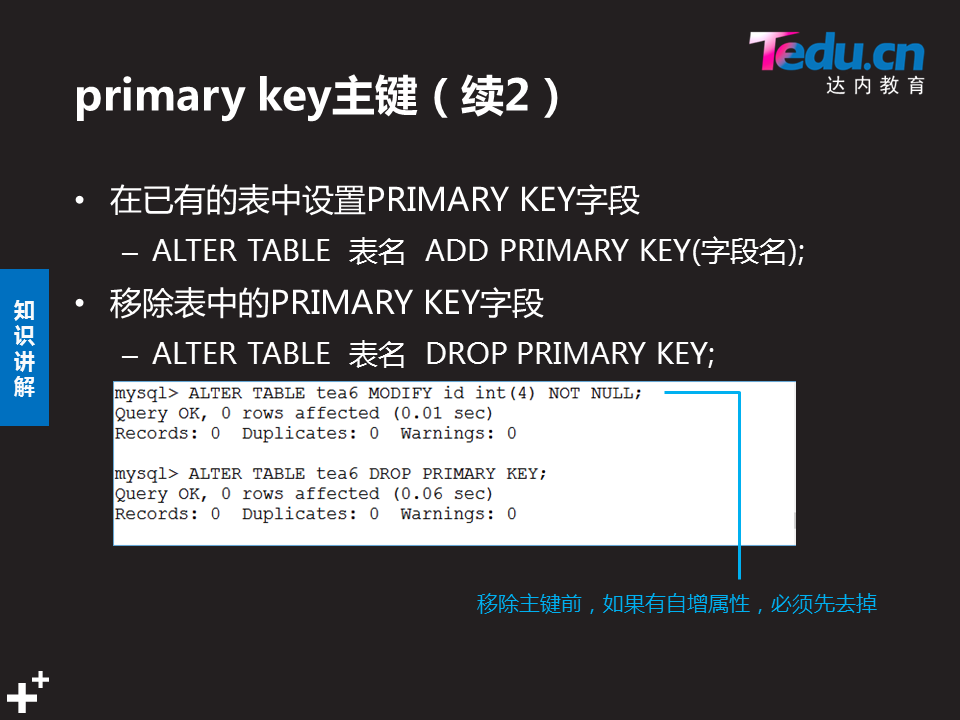 Tedu.cn
达内教育
primary key主键（续2）
• 在已有的表中设置PRIMARY KEY字段
– ALTER TABLE 表名 ADD PRIMARY KEY(字段名);
• 移除表中的PRIMARY KEY字段
– ALTER TABLE 表名 DROP PRIMARY KEY;
知识讲解
mysql> ALTER TABLE tea6 MODIFY id int(4) NOT NULL;
Query OK, 0 rows affected (0.01 sec)
Records: 0  Duplicates: 0  Warnings: 0
mysql> ALTER TABLE tea6 DROP PRIMARY KEY;
Query OK, 0 rows affected (0.06 sec)
Records: 0  Duplicates: 0  Warnings: 0
移除主键前，如果有自增属性，必须先去掉